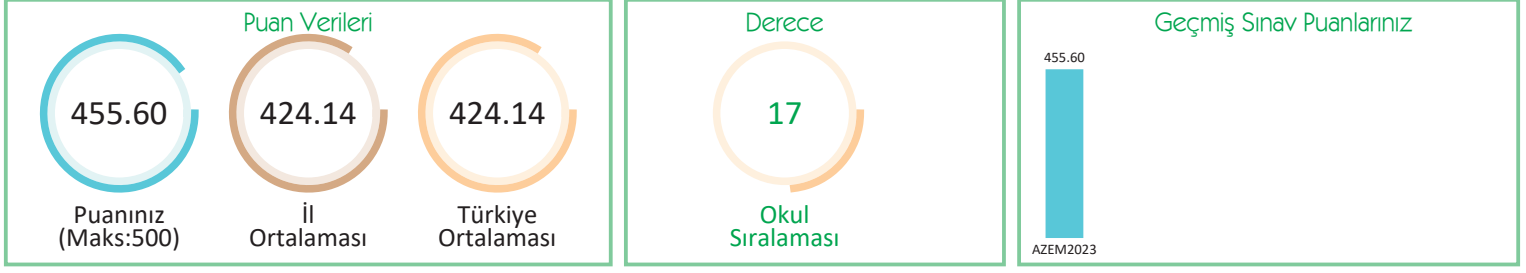 Puan Verileri
455.60
424.14
424.14
Puanınız
(Maks:500)
İl
Ortalaması
Türkiye
Ortalaması
Derece
17
Okul
Sıralaması
Geçmiş Sınav Puanlarınız
455.60
AZEM2023